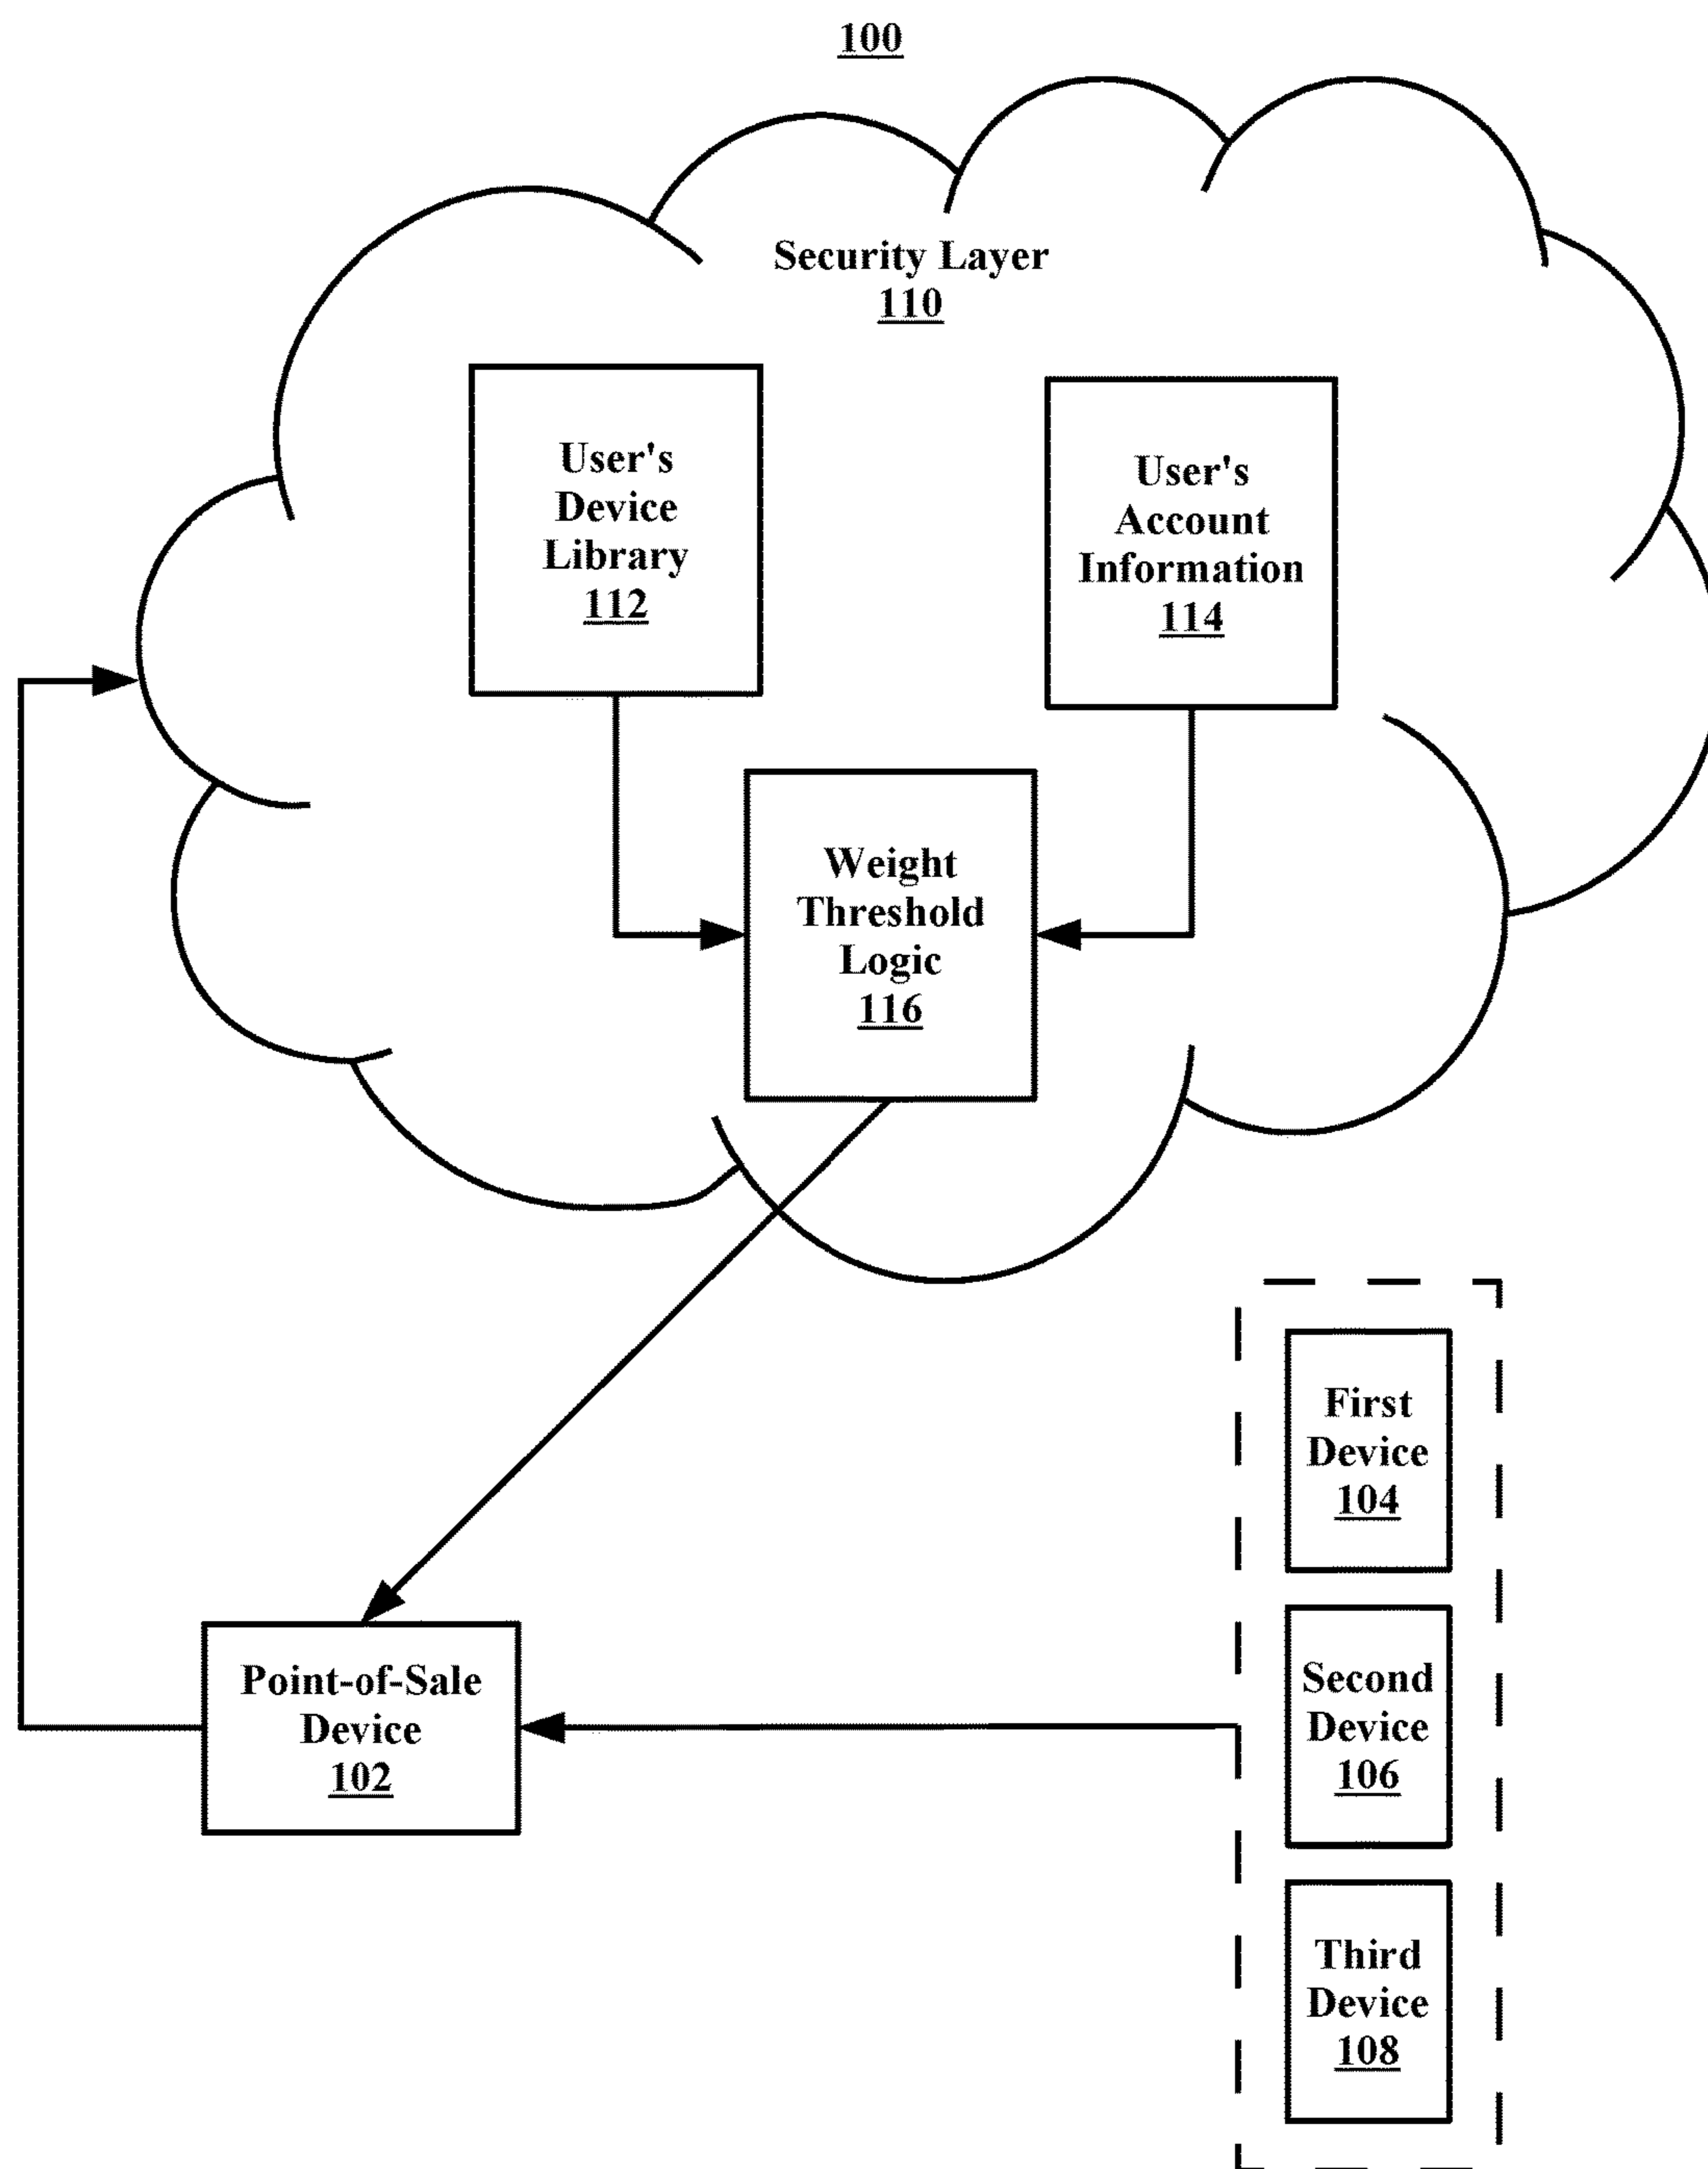 100
Security Layer
110
User's
Device
Library
112
User's
Account
Information
114
Weight
Threshold
Logic
116
First
Device
104
Point-of-Sale
Device
102
Second
Device
106
Third
Device
108